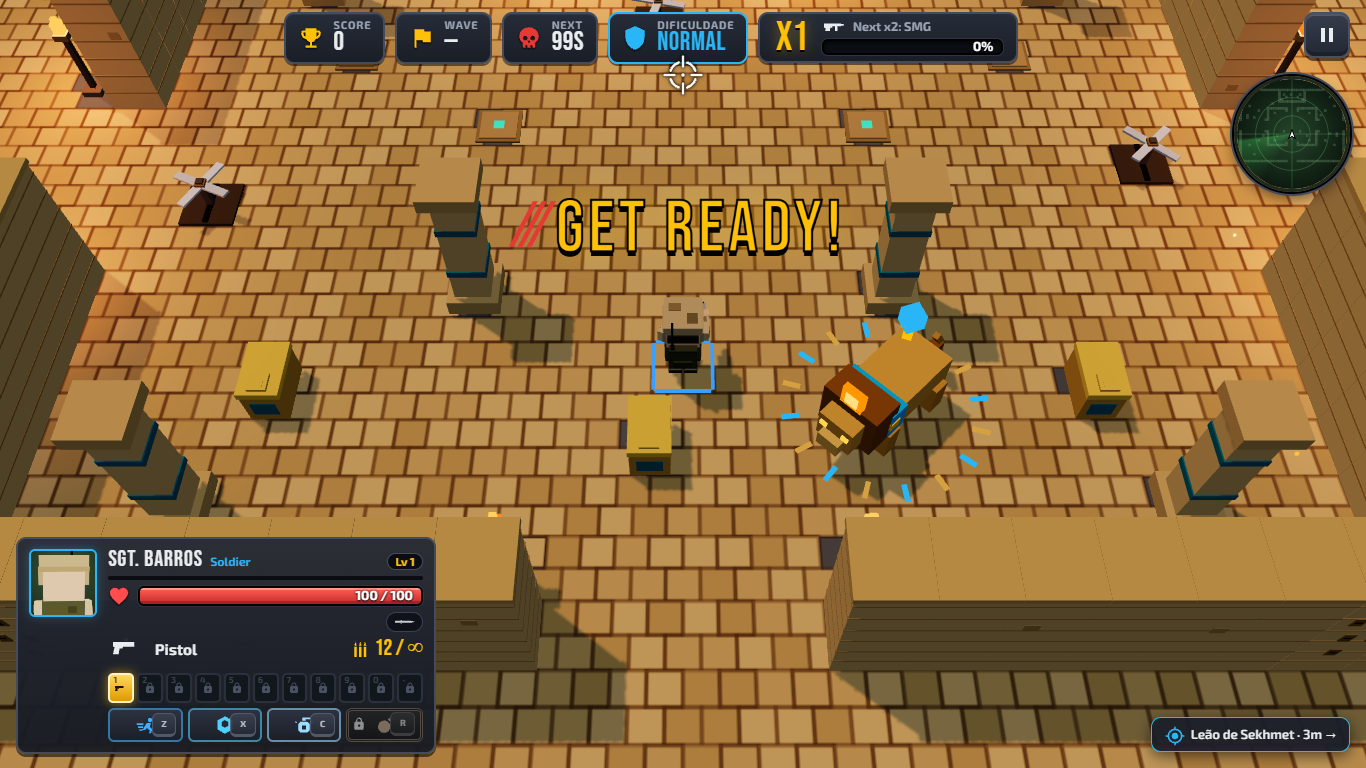 SCORE
0
WAVE
—
NEXT
99S
DIFICULDADE
NORMAL
X1
Next x2: SMG
0%
GET READY!
SGT. BARROS Soldier
Lv 1
100 / 100
Pistol
12 / ∞
1 2 3 4 5 6 7 8 9 0
Z X C R
Leão de Sekhmet · 3m →